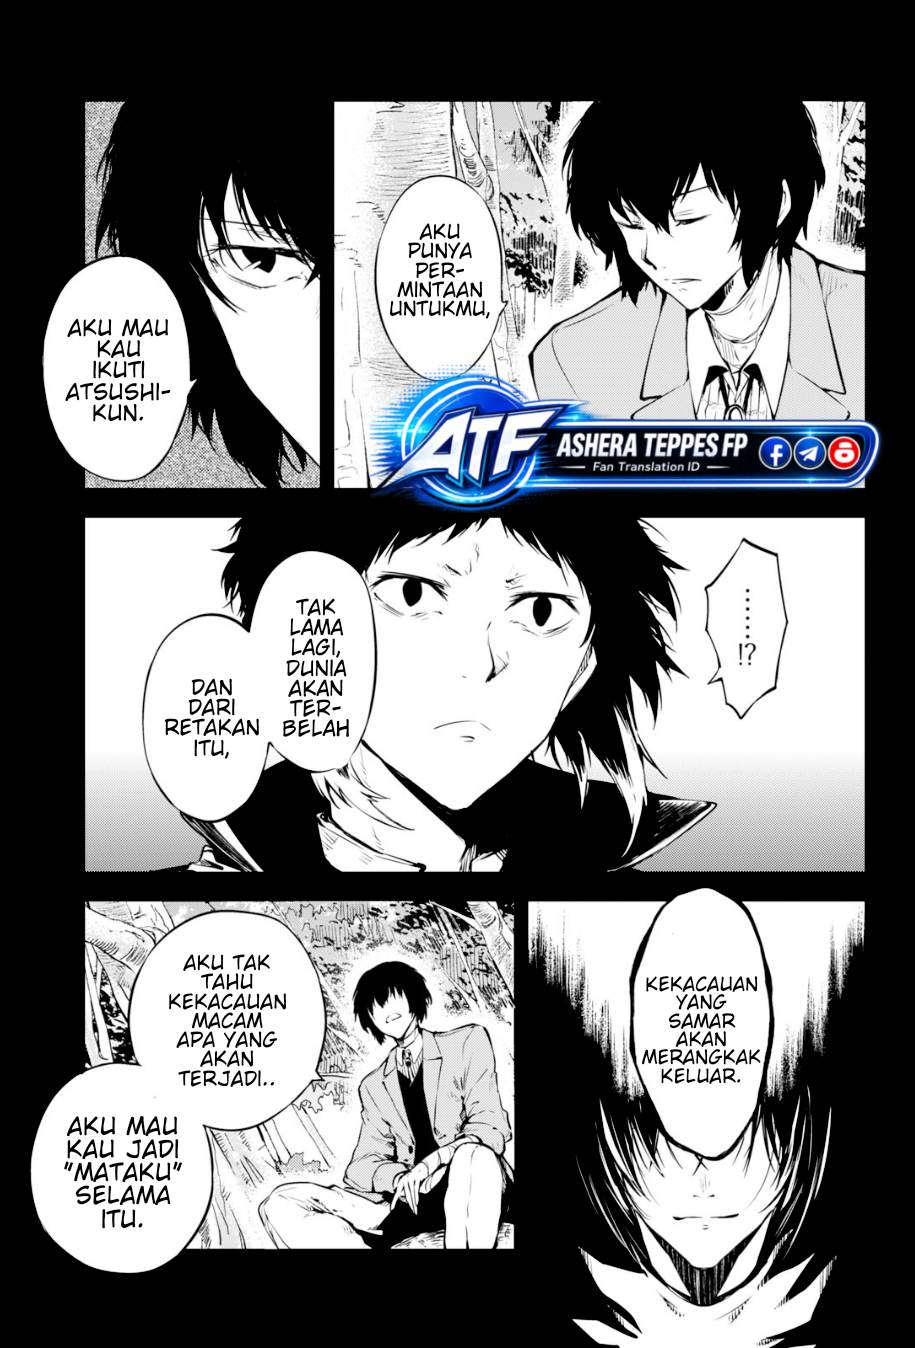 AKU
PUNYA
PER-
MINTAAN
UNTUKMU,
AKU MAU
KAU
IKUTI
ATSUSHI-
KUN.
ATF
ASHERA TEPPES FP
Fan Translation ID
......
!?
TAK
LAMA
LAGI,
DUNIA
AKAN
TER-
BELAH
DAN
DARI
RETAKAN
ITU,
KEKACAUAN
YANG
SAMAR
AKAN
MERANGKAK
KELUAR.
AKU TAK
TAHU
KEKACAUAN
MACAM
APA YANG
AKAN
TERJADI..
AKU MAU
KAU JADI
"MATAKU"
SELAMA
ITU.